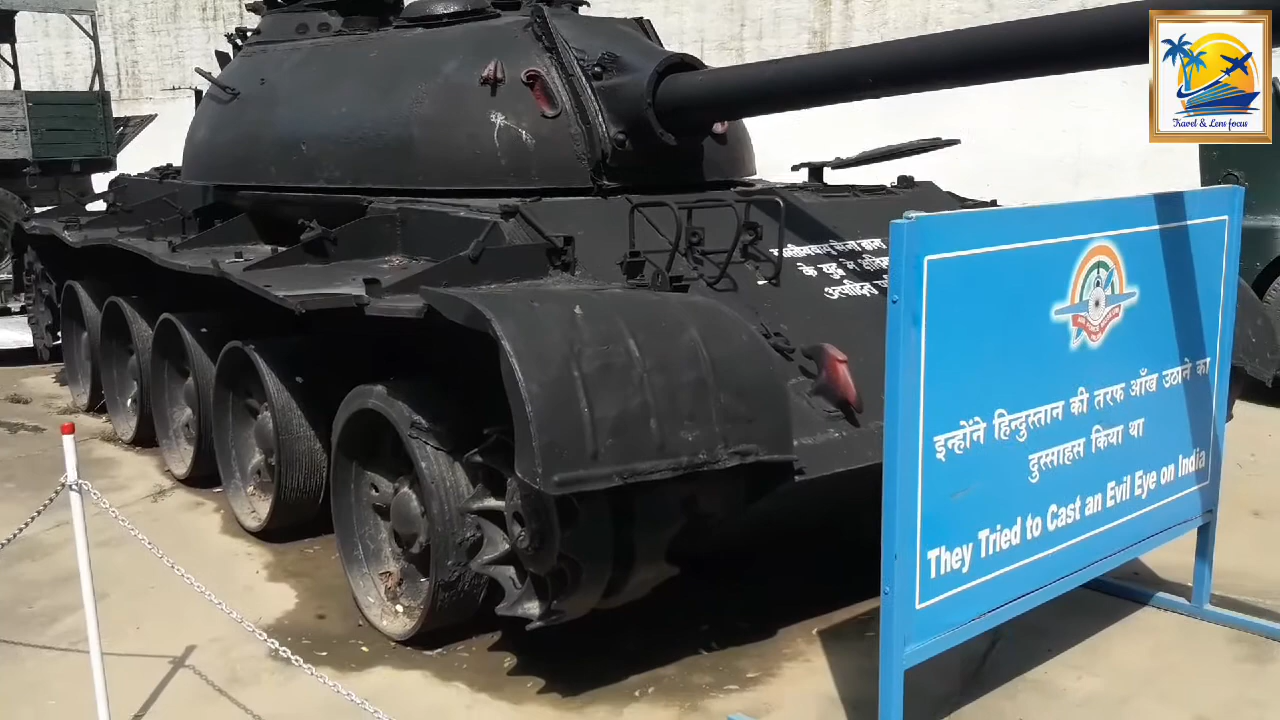 Travel & Lens focus
के युद्ध में
इन्होंने हिन्दुस्तान की तरफ आँख उठाने का
दुस्साहस किया था
They Tried to Cast an Evil Eye on India